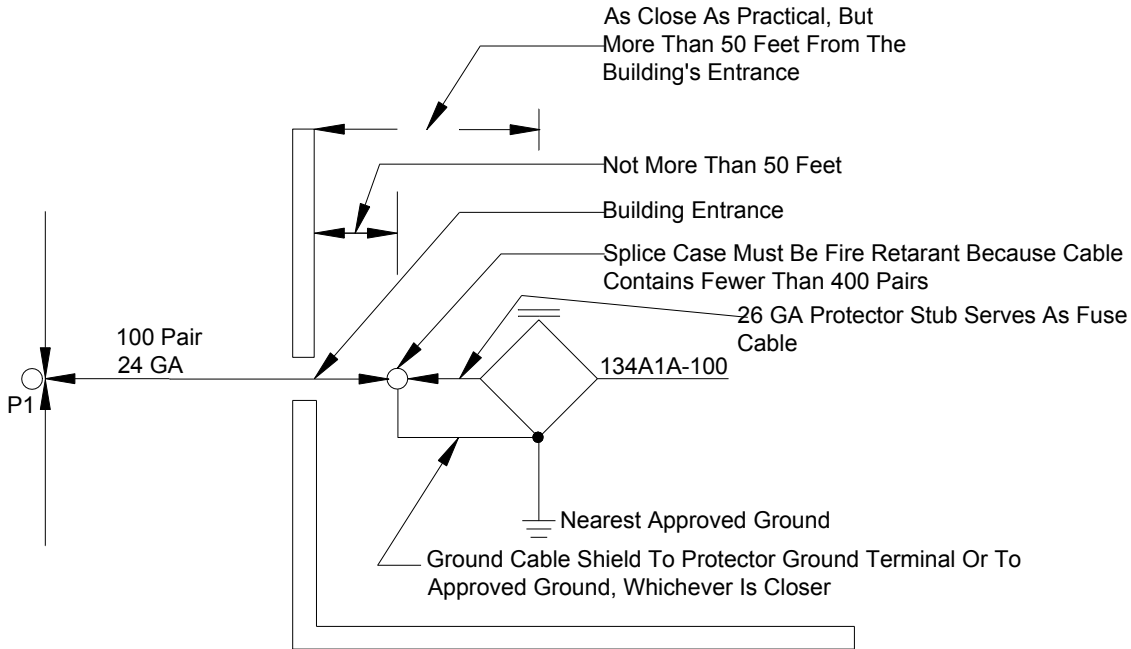 As Close As Practical, But
More Than 50 Feet From The
Building's Entrance
Not More Than 50 Feet
Building Entrance
Splice Case Must Be Fire Retarant Because Cable
Contains Fewer Than 400 Pairs
26 GA Protector Stub Serves As Fuse
Cable
100 Pair
24 GA
134A1A-100
P1
Nearest Approved Ground
Ground Cable Shield To Protector Ground Terminal Or To
Approved Ground, Whichever Is Closer